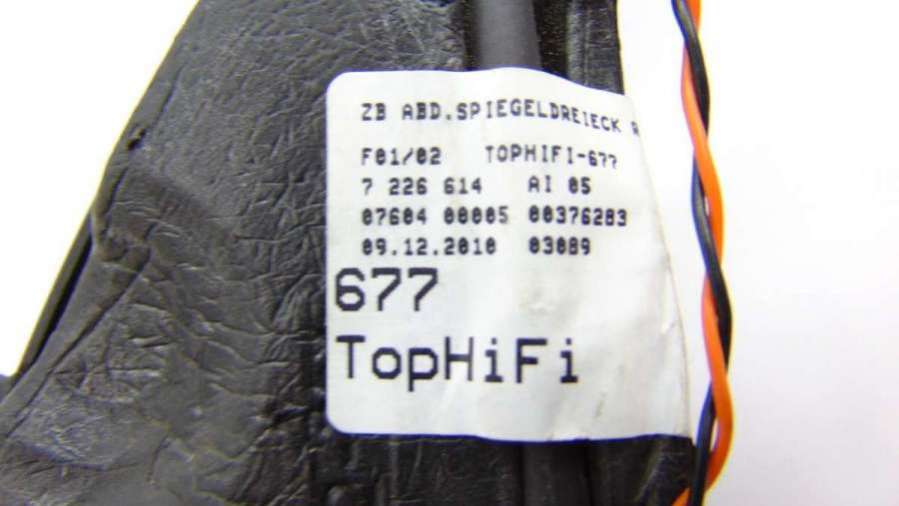 ZB ABD.SPIEGELDREIECK R
F01/02 TOPHIFI-677
7 226 614 AI 05
07604 00005 00376283
09.12.2010 03089
677
TopHiFi